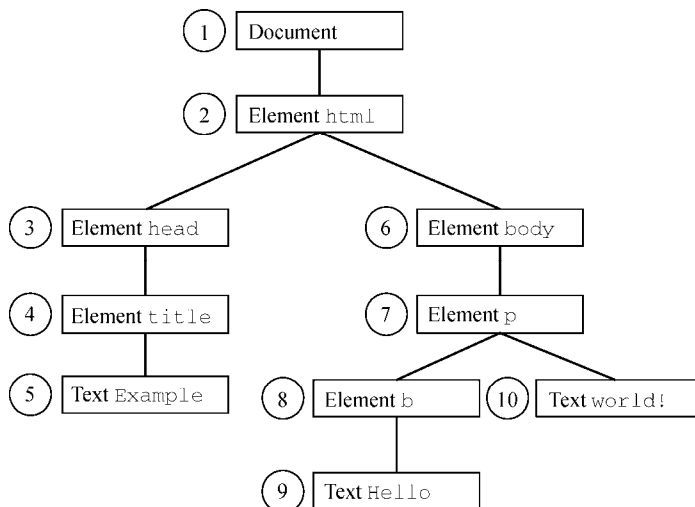 1 Document
2 Element html
3 Element head
6 Element body
4 Element title
7 Element p
5 Text Example
8 Element b
10 Text world!
9 Text Hello